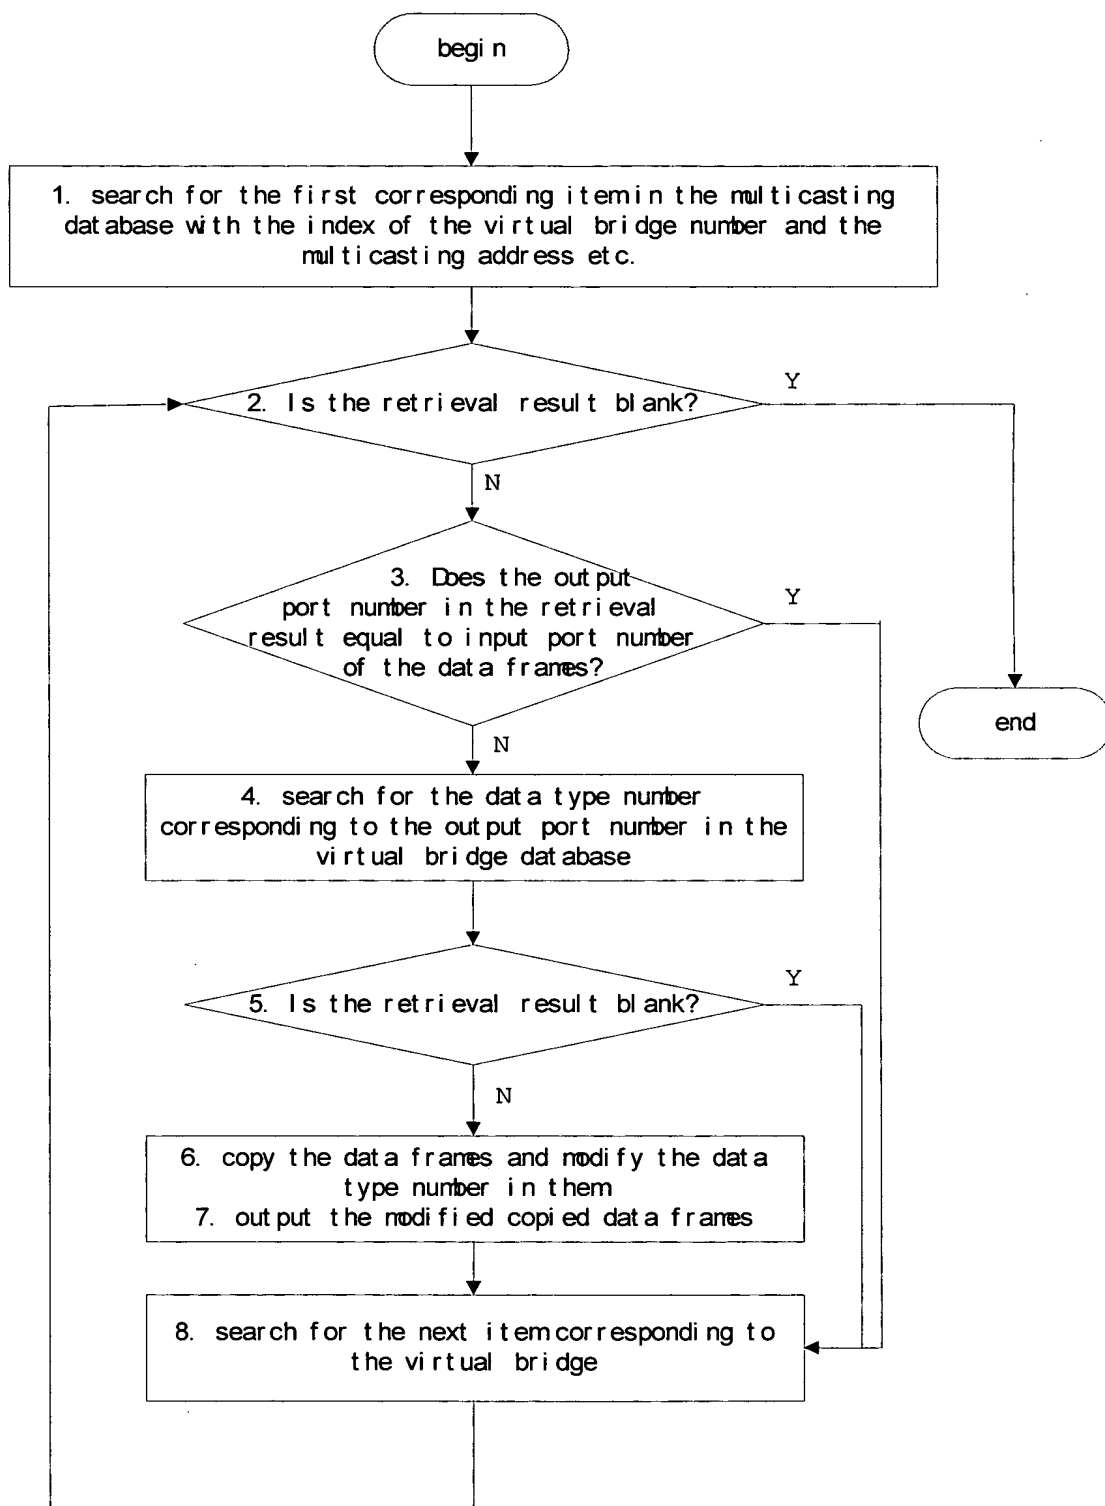 begin
1. search for the first corresponding item in the multicasting
database with the index of the virtual bridge number and the
multicasting address etc.
2. Is the retrieval result blank?
Y
N
3. Does the output
port number in the retrieval
result equal to input port number
of the data frames?
Y
end
N
4. search for the data type number
corresponding to the output port number in the
virtual bridge database
5. Is the retrieval result blank?
Y
N
6. copy the data frames and modify the data
type number in them
7. output the modified copied data frames
8. search for the next item corresponding to
the virtual bridge